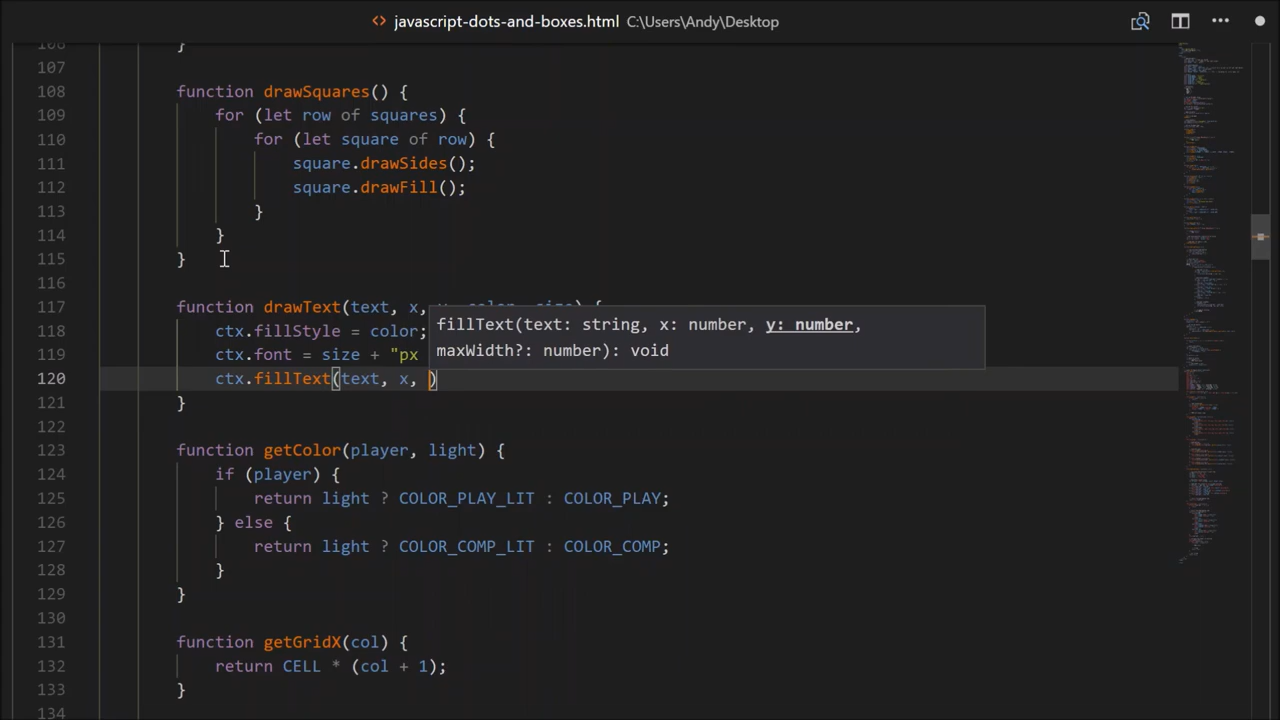 javascript-dots-and-boxes.html C:\Users\Andy\Desktop
106 }
107
108 function drawSquares() {
109 for (let row of squares) {
110 for (let square of row) {
111 square.drawSides();
112 square.drawFill();
113 }
114 }
115 }
116
117 function drawText(text, x, y, color, size) {
118 ctx.fillStyle = color;
119 ctx.font = size + "px
fillText(text: string, x: number, y: number,
maxWidth?: number): void
120 ctx.fillText(text, x, )
121 }
122
123 function getColor(player, light) {
124 if (player) {
125 return light ? COLOR_PLAY_LIT : COLOR_PLAY;
126 } else {
127 return light ? COLOR_COMP_LIT : COLOR_COMP;
128 }
129 }
130
131 function getGridX(col) {
132 return CELL * (col + 1);
133 }
134